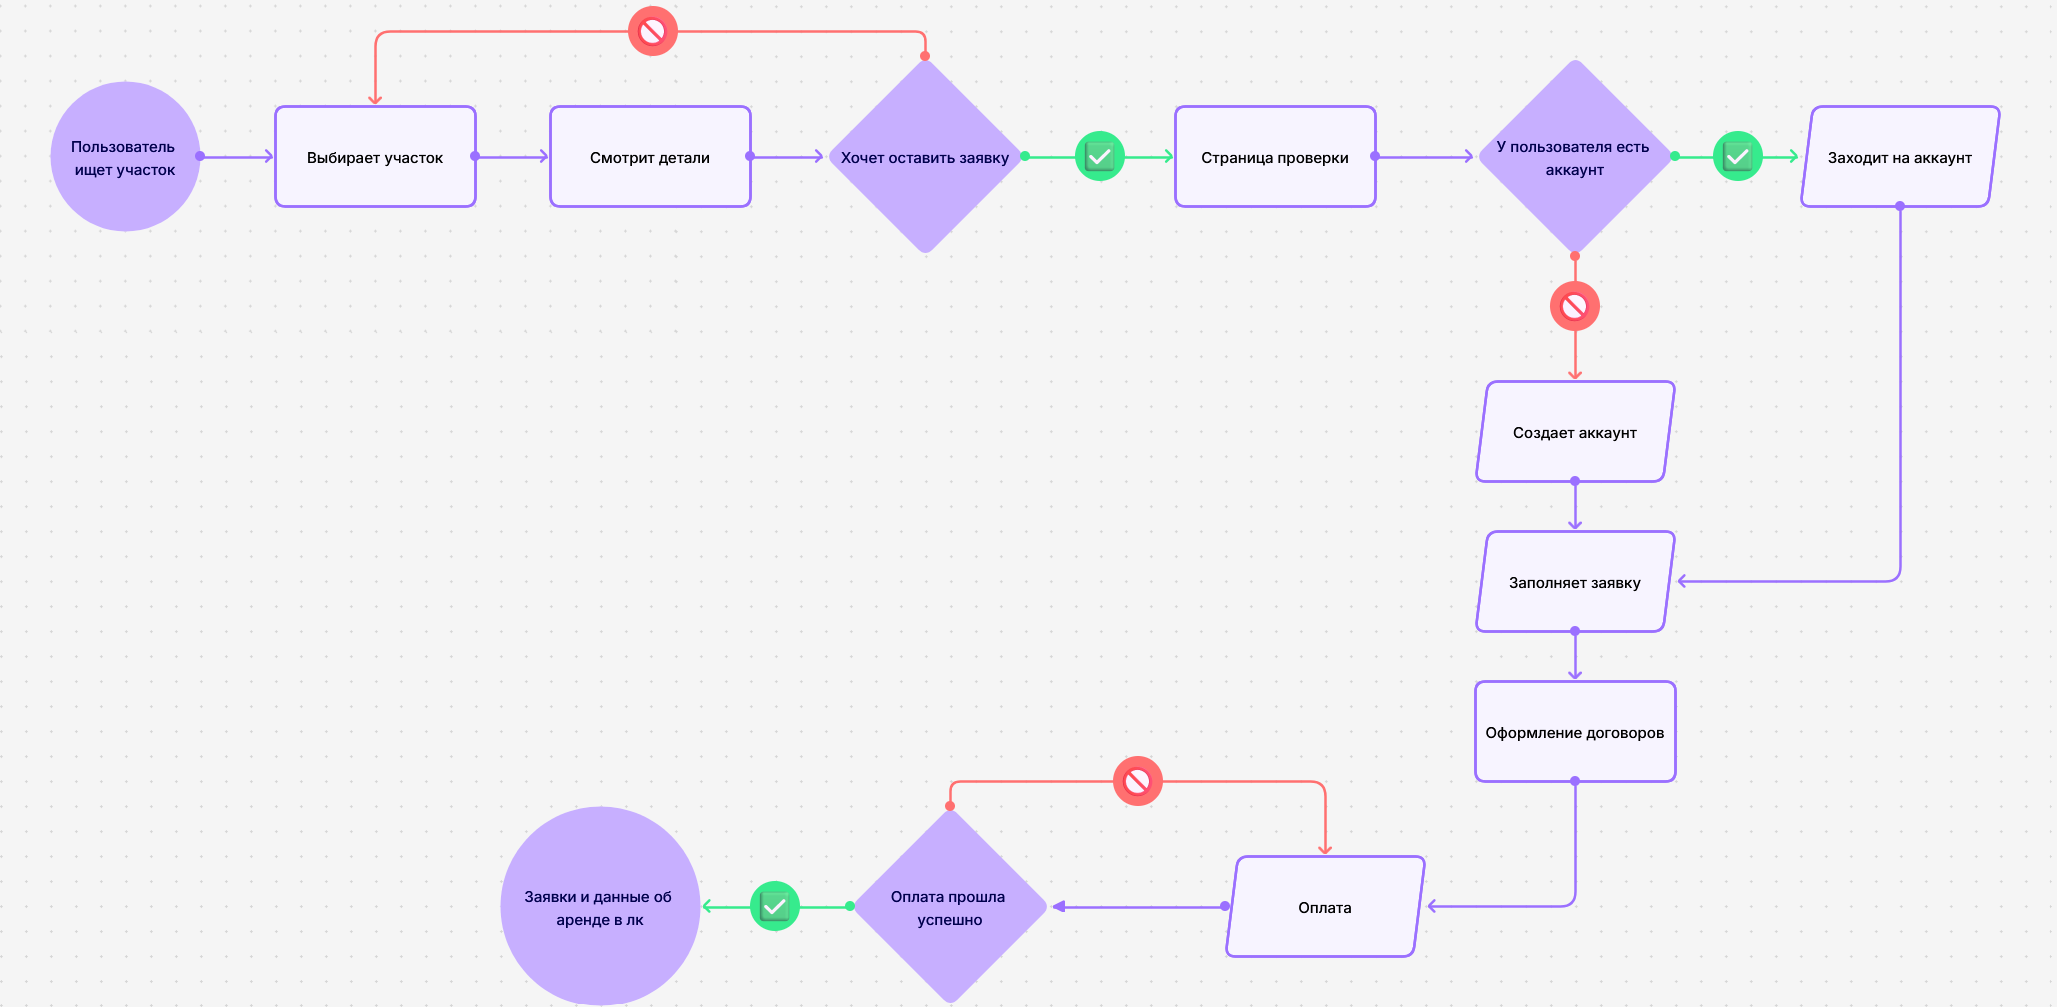 Пользователь
ищет участок
Выбирает участок
Смотрит детали
Хочет оставить заявку
Страница проверки
У пользователя есть
аккаунт
Заходит на аккаунт
Создает аккаунт
Заполняет заявку
Оформление договоров
Оплата
Оплата прошла
успешно
Заявки и данные об
аренде в лк